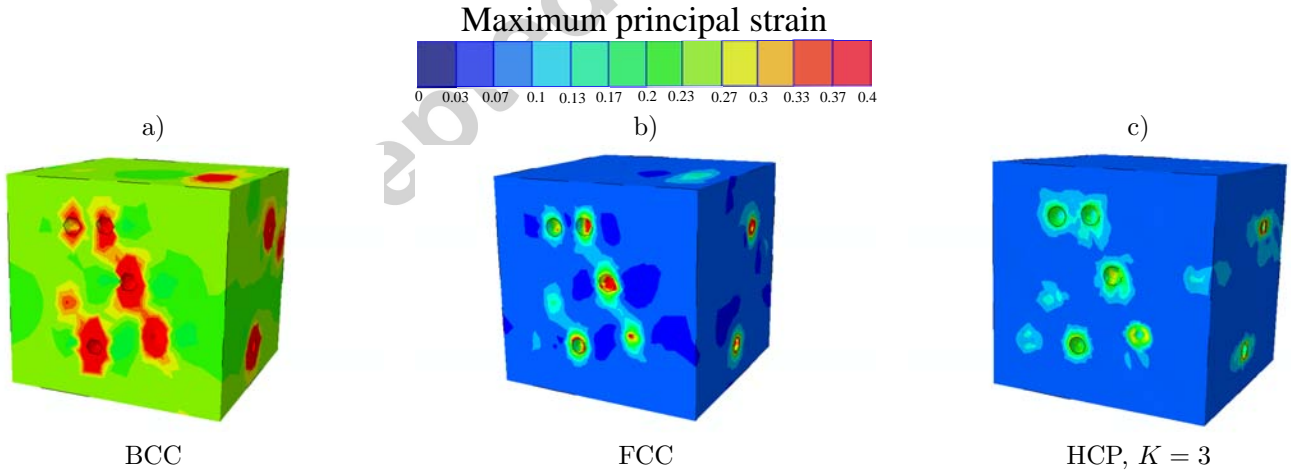 Maximum principal strain
0 0.03 0.07 0.1 0.13 0.17 0.2 0.23 0.27 0.3 0.33 0.37 0.4
a) b) c)
BCC FCC HCP, K = 3